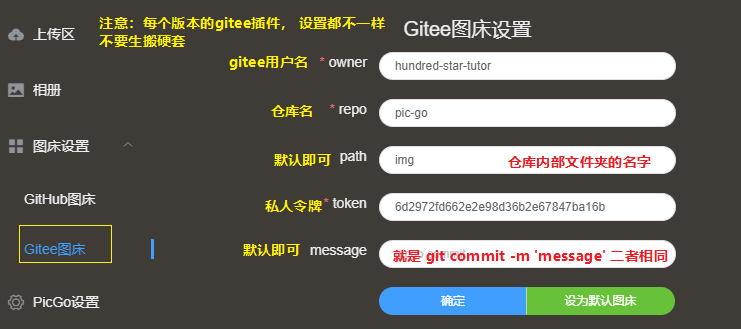 注意：每个版本的gitee插件， 设置都不一样
不要生搬硬套
Gitee图床设置
上传区
相册
图床设置
GitHub图床
Gitee图床
PicGo设置
gitee用户名 * owner hundred-star-tutor
仓库名 * repo pic-go
默认即可 path img 仓库内部文件夹的名字
私人令牌 * token 6d2972fd662e2e98d36b2e67847ba16b
默认即可 message 就是 git commit -m 'message' 二者相同
确定 设为默认图床